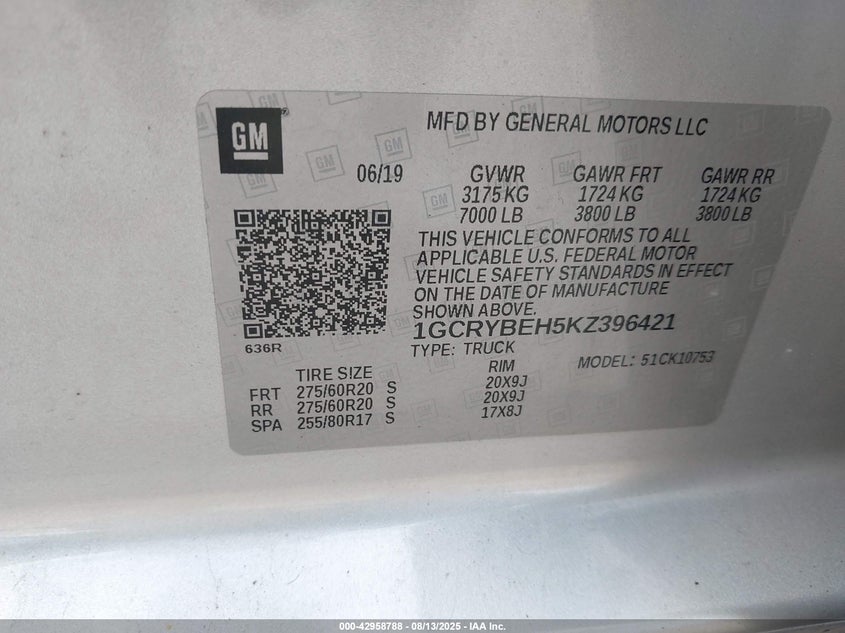 GM
MFD BY GENERAL MOTORS LLC
06/19
GVWR GAWR FRT GAWR RR
3175 KG 1724 KG 1724 KG
7000 LB 3800 LB 3800 LB
THIS VEHICLE CONFORMS TO ALL
APPLICABLE U.S. FEDERAL MOTOR
VEHICLE SAFETY STANDARDS IN EFFECT
ON THE DATE OF MANUFACTURE
SHOWN ABOVE.
1GCRYBEH5KZ396421
636R
TYPE: TRUCK
MODEL: 51CK10753
TIRE SIZE RIM
FRT 275/60R20 S 20X9J
RR 275/60R20 S 20X9J
SPA 255/80R17 S 17X8J
000-42958788 - 08/13/2025 - IAA Inc.